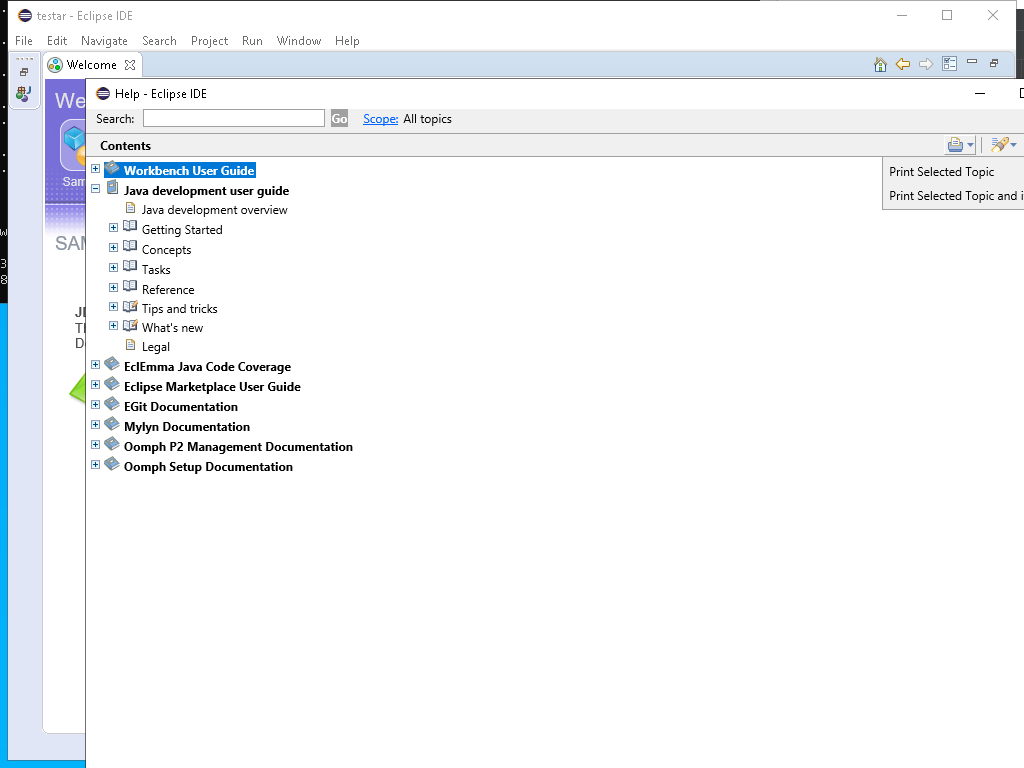 testar - Eclipse IDE
File Edit Navigate Search Project Run Window Help
Welcome
We
Sam
SAM
Help - Eclipse IDE
Search: Go Scope: All topics
Contents
Print Selected Topic
Print Selected Topic and i
Workbench User Guide
Java development user guide
Java development overview
Getting Started
Concepts
Tasks
Reference
Tips and tricks
What's new
Legal
EclEmma Java Code Coverage
Eclipse Marketplace User Guide
EGit Documentation
Mylyn Documentation
Oomph P2 Management Documentation
Oomph Setup Documentation